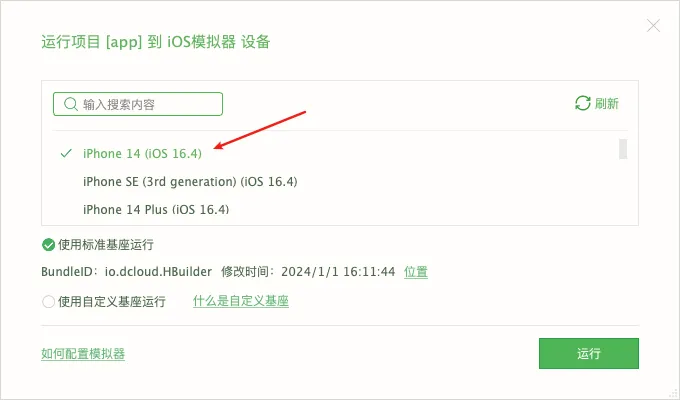 运行项目 [app] 到 iOS模拟器 设备
输入搜索内容
刷新
iPhone 14 (iOS 16.4)
iPhone SE (3rd generation) (iOS 16.4)
iPhone 14 Plus (iOS 16.4)
使用标准基座运行
BundleID：io.dcloud.HBuilder 修改时间：2024/1/1 16:11:44 位置
使用自定义基座运行 什么是自定义基座
如何配置模拟器
运行